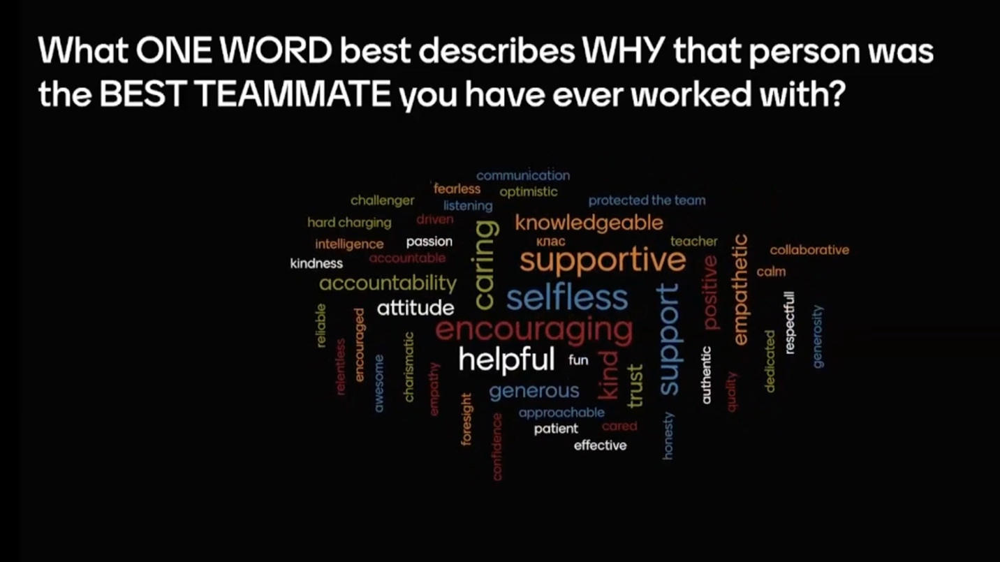 What ONE WORD best describes WHY that person was
the BEST TEAMMATE you have ever worked with?
communication
fearless
optimistic
challenger
listening
protected the team
hard charging
driven
caring
knowledgeable
intelligence
passion
клас
teacher
empathetic
collaborative
kindness
accountable
supportive
positive
calm
accountability
attitude
selfless
support
respectfull
generosity
reliable
encouraged
encouraging
dedicated
relentless
awesome
charismatic
empathy
helpful
fun
kind
trust
authentic
quality
foresight
generous
confidence
approachable
patient
cared
effective
honesty